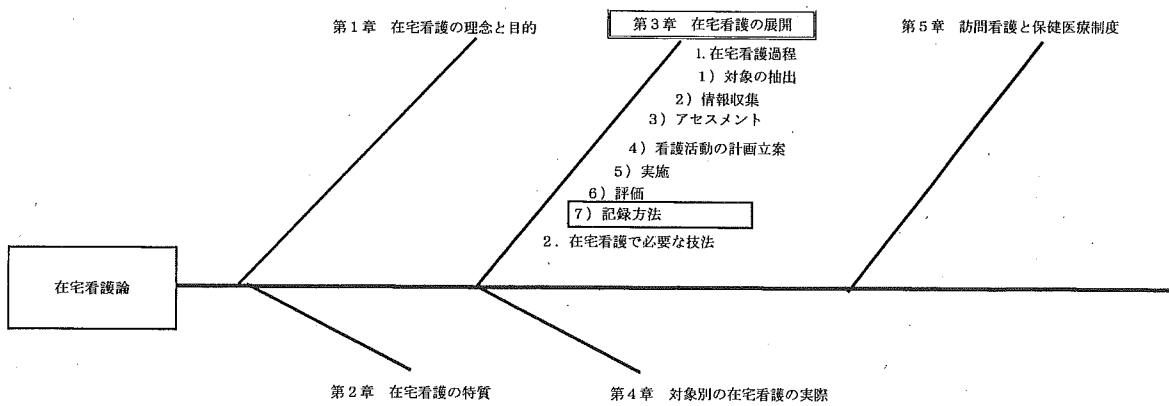 第1章 在宅看護の理念と目的
第3章 在宅看護の展開
第5章 訪問看護と保健医療制度
1.在宅看護過程
1)対象の抽出
2)情報収集
3)アセスメント
4)看護活動の計画立案
5)実施
6)評価
7)記録方法
2.在宅看護で必要な技法
在宅看護論
第2章 在宅看護の特質
第4章 対象別の在宅看護の実際